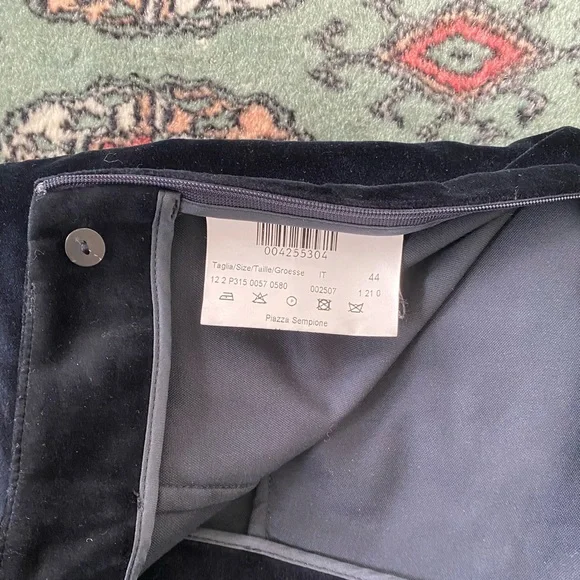 004255304
Taglia/Size/Taille/Groesse IT 44
12 2 P315 0057 0580 002507 1 21 0
Piazza Sempione